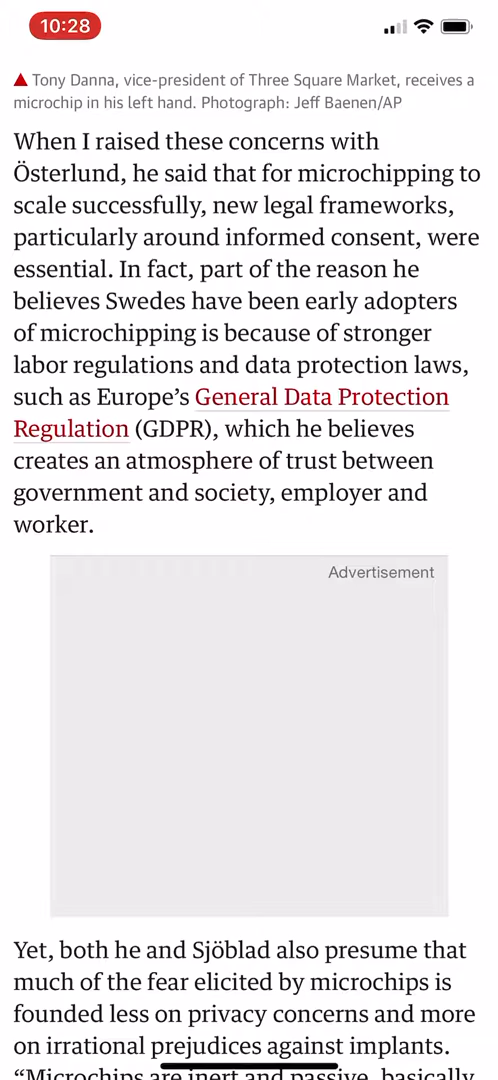 10:28
Tony Danna, vice-president of Three Square Market, receives a
microchip in his left hand. Photograph: Jeff Baenen/AP
When I raised these concerns with
Österlund, he said that for microchipping to
scale successfully, new legal frameworks,
particularly around informed consent, were
essential. In fact, part of the reason he
believes Swedes have been early adopters
of microchipping is because of stronger
labor regulations and data protection laws,
such as Europe’s General Data Protection
Regulation (GDPR), which he believes
creates an atmosphere of trust between
government and society, employer and
worker.
Advertisement
Yet, both he and Sjöblad also presume that
much of the fear elicited by microchips is
founded less on privacy concerns and more
on irrational prejudices against implants.
“Microchips are inert and passive, basically